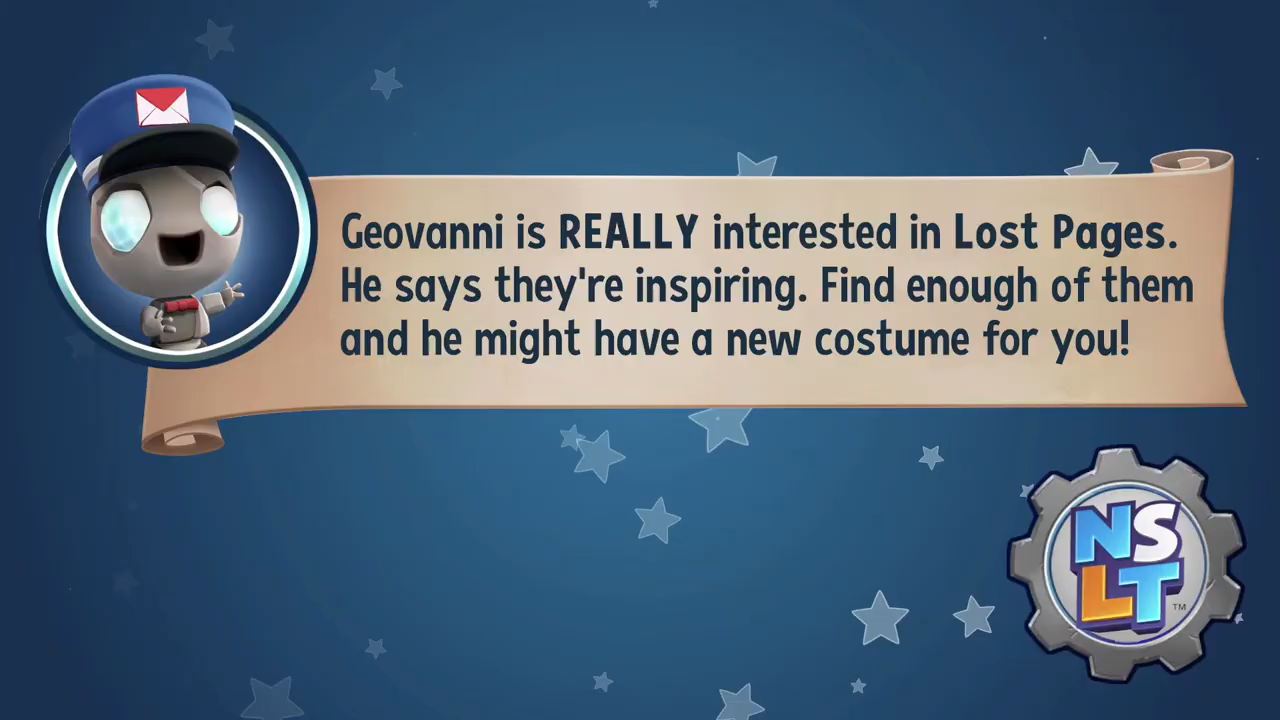 Geovanni is REALLY interested in Lost Pages.
He says they're inspiring. Find enough of them
and he might have a new costume for you!
NS
LT
TM